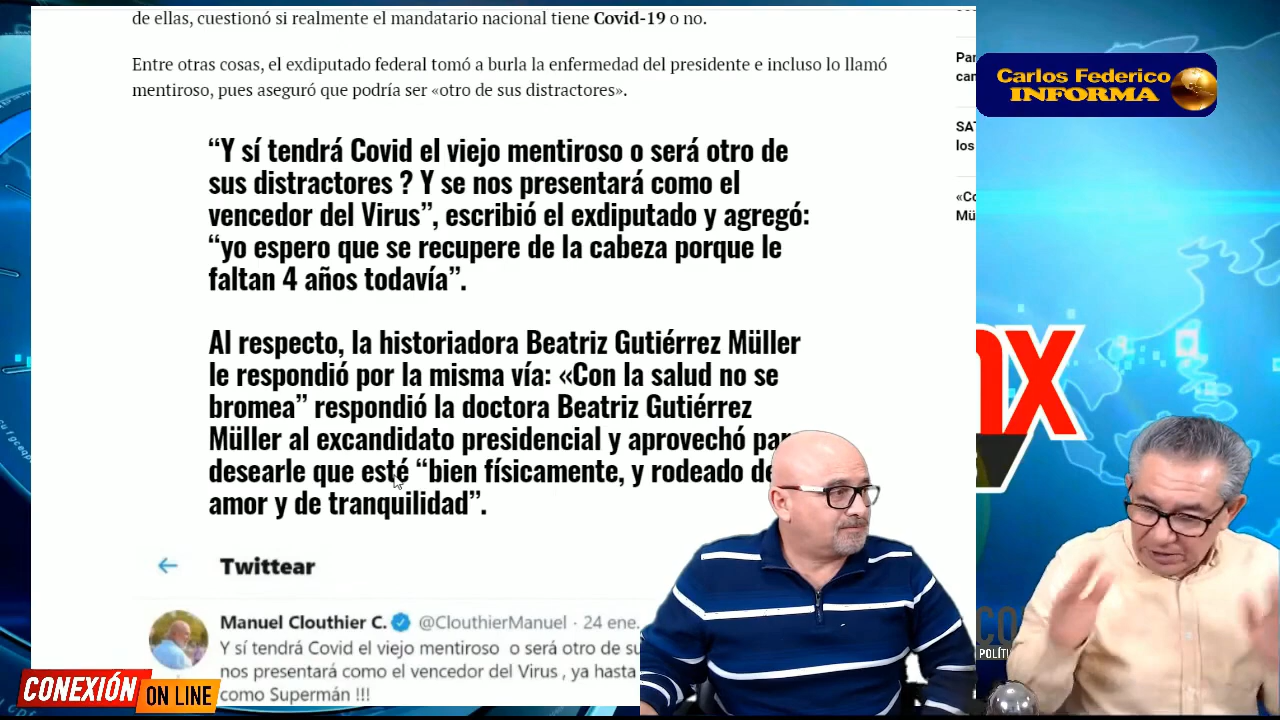 de ellas, cuestionó si realmente el mandatario nacional tiene Covid-19 o no.
Entre otras cosas, el exdiputado federal tomó a burla la enfermedad del presidente e incluso lo llamó
mentiroso, pues aseguró que podría ser «otro de sus distractores».
“Y sí tendrá Covid el viejo mentiroso o será otro de
sus distractores ? Y se nos presentará como el
vencedor del Virus”, escribió el exdiputado y agregó:
“yo espero que se recupere de la cabeza porque le
faltan 4 años todavía”.
Al respecto, la historiadora Beatriz Gutiérrez Müller
le respondió por la misma vía: «Con la salud no se
bromea” respondió la doctora Beatriz Gutiérrez
Müller al excandidato presidencial y aprovechó par
desearle que esté “bien físicamente, y rodeado de
amor y de tranquilidad”.
Twittear
Manuel Clouthier C. @ClouthierManuel · 24 ene.
Y sí tendrá Covid el viejo mentiroso o será otro de su
nos presentará como el vencedor del Virus , ya hasta
como Supermán !!!
Par
can
SAT
los
«Co
Mü
Carlos Federico
INFORMA
nx
CO
POLÍTI
CONEXIÓN
ON LINE